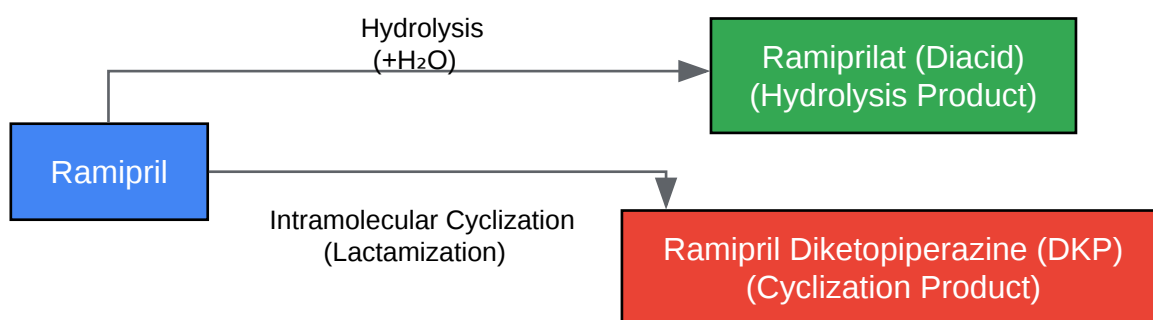 Hydrolysis
(+H₂O)
Ramiprilat (Diacid)
(Hydrolysis Product)
Ramipril
Intramolecular Cyclization
(Lactamization)
Ramipril Diketopiperazine (DKP)
(Cyclization Product)